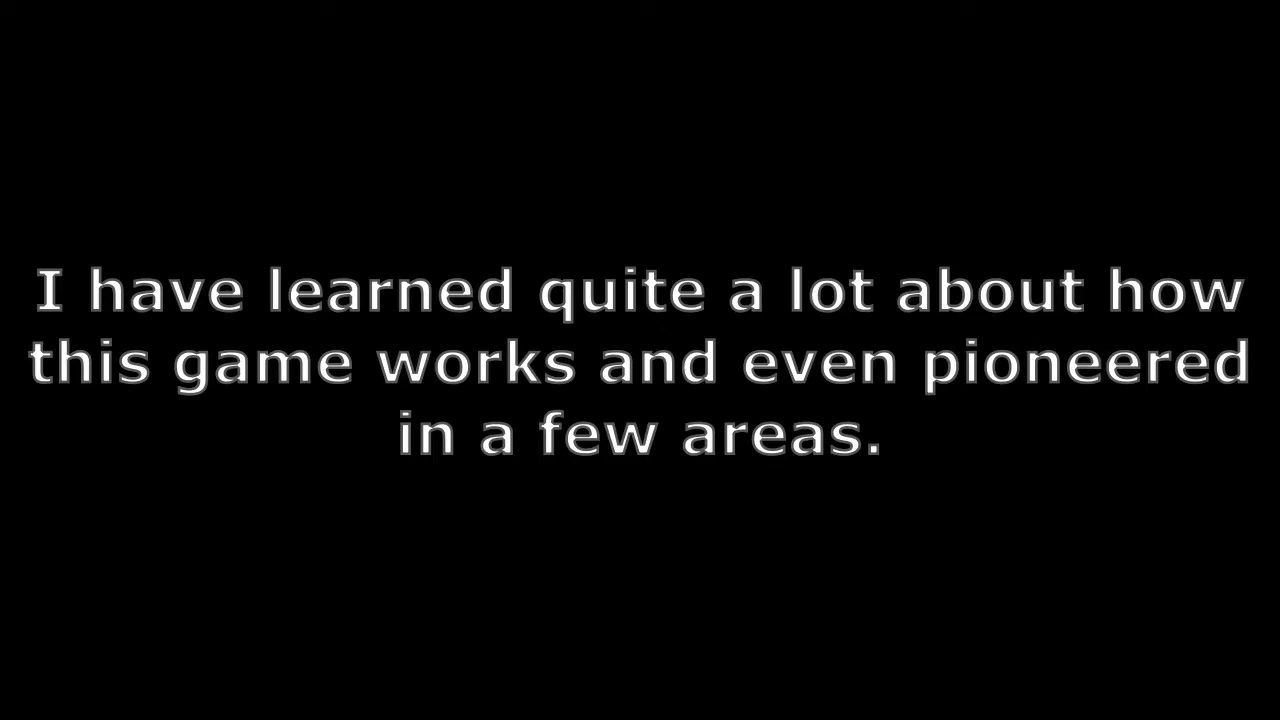 I have learned quite a lot about how
this game works and even pioneered
in a few areas.